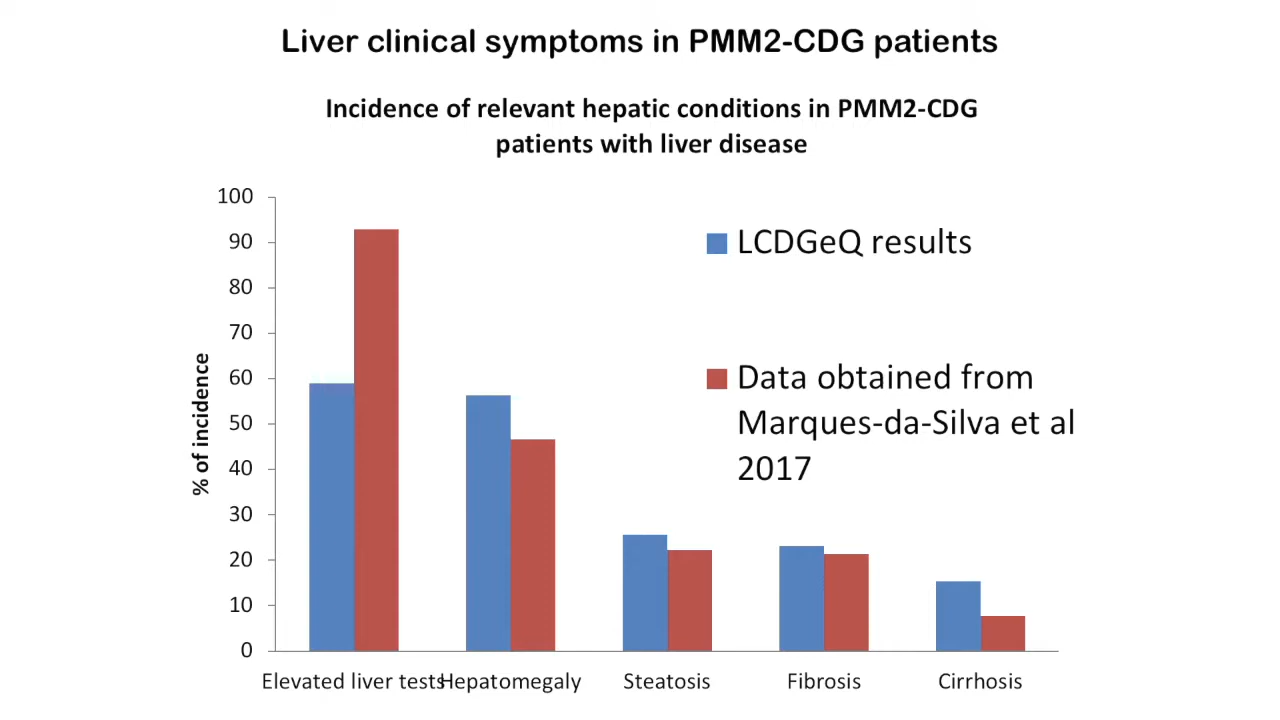 Liver clinical symptoms in PMM2-CDG patients
Incidence of relevant hepatic conditions in PMM2-CDG
patients with liver disease
100
90
80
70
60
50
40
30
20
10
0
% of incidence
LCDGeQ results
Data obtained from
Marques-da-Silva et al
2017
Elevated liver tests
Hepatomegaly
Steatosis
Fibrosis
Cirrhosis